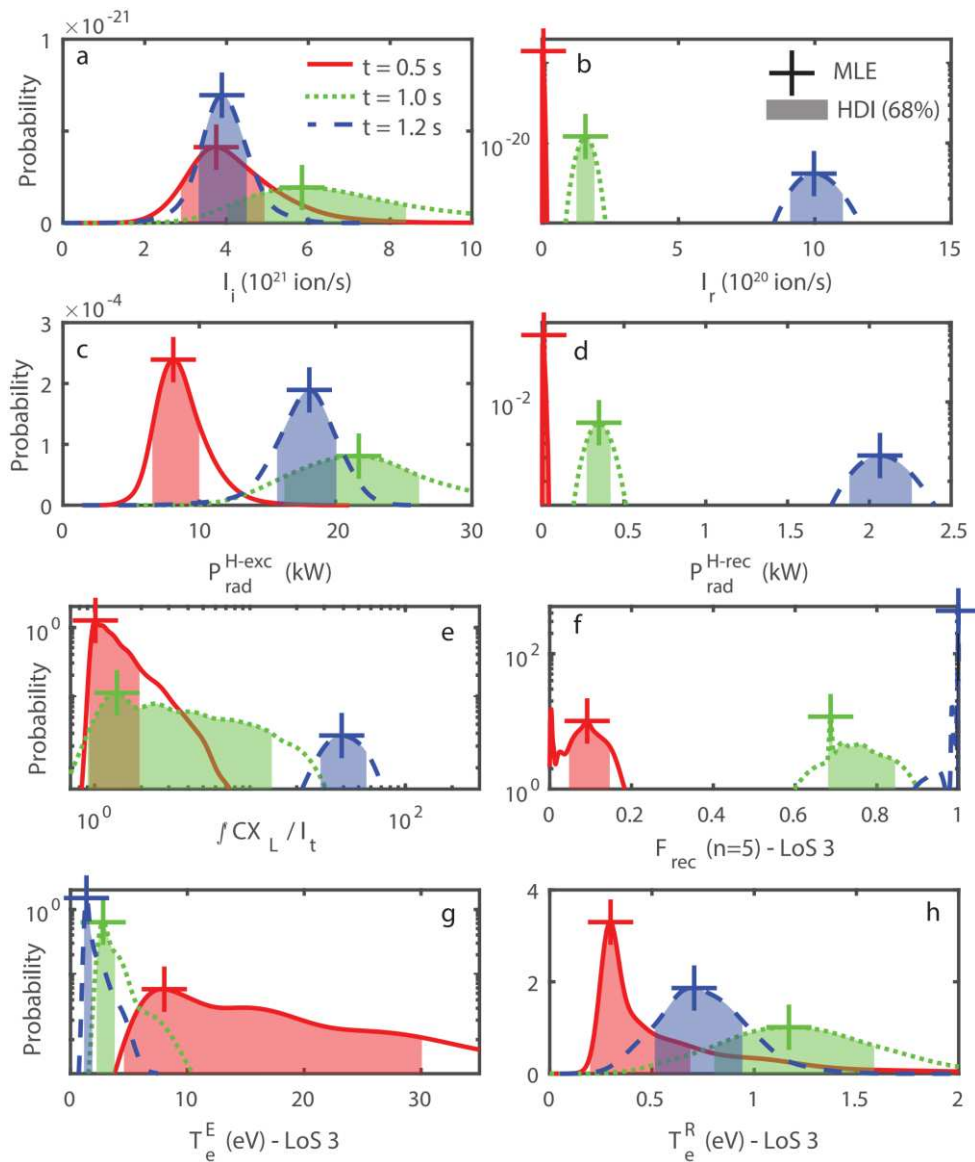 ×10⁻²¹
1
a
t = 0.5 s
t = 1.0 s
t = 1.2 s
Probability
0
0 2 4 6 8 10
I_i (10²¹ ion/s)
b
MLE
HDI (68%)
10⁻²⁰
0 5 10 15
I_r (10²⁰ ion/s)
×10⁻⁴
3
2
1
0
c
Probability
0 10 20 30
P_rad^H-exc (kW)
d
10⁻²
0 0.5 1 1.5 2 2.5
P_rad^H-rec (kW)
e
10⁰
Probability
10⁰ 10²
∫CX_L / I_t
f
10²
10⁰
0 0.2 0.4 0.6 0.8 1
F_rec (n=5) - LoS 3
g
10⁰
Probability
0 10 20 30
T_e^E (eV) - LoS 3
h
4
2
0
0 0.5 1 1.5 2
T_e^R (eV) - LoS 3